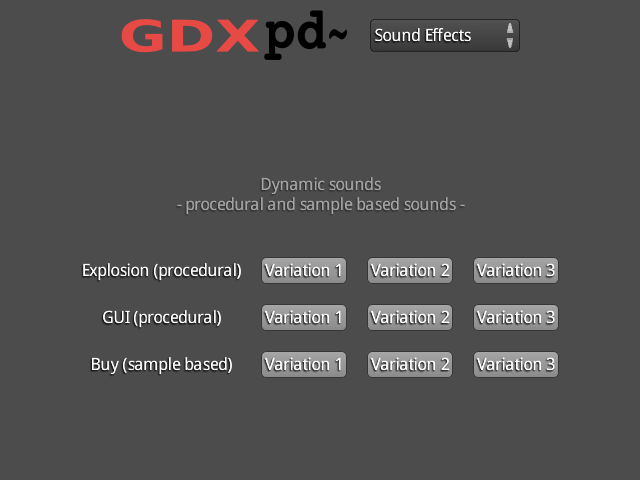 GDXpd~ Sound Effects
Dynamic sounds
- procedural and sample based sounds -
Explosion (procedural) Variation 1 Variation 2 Variation 3
GUI (procedural) Variation 1 Variation 2 Variation 3
Buy (sample based) Variation 1 Variation 2 Variation 3